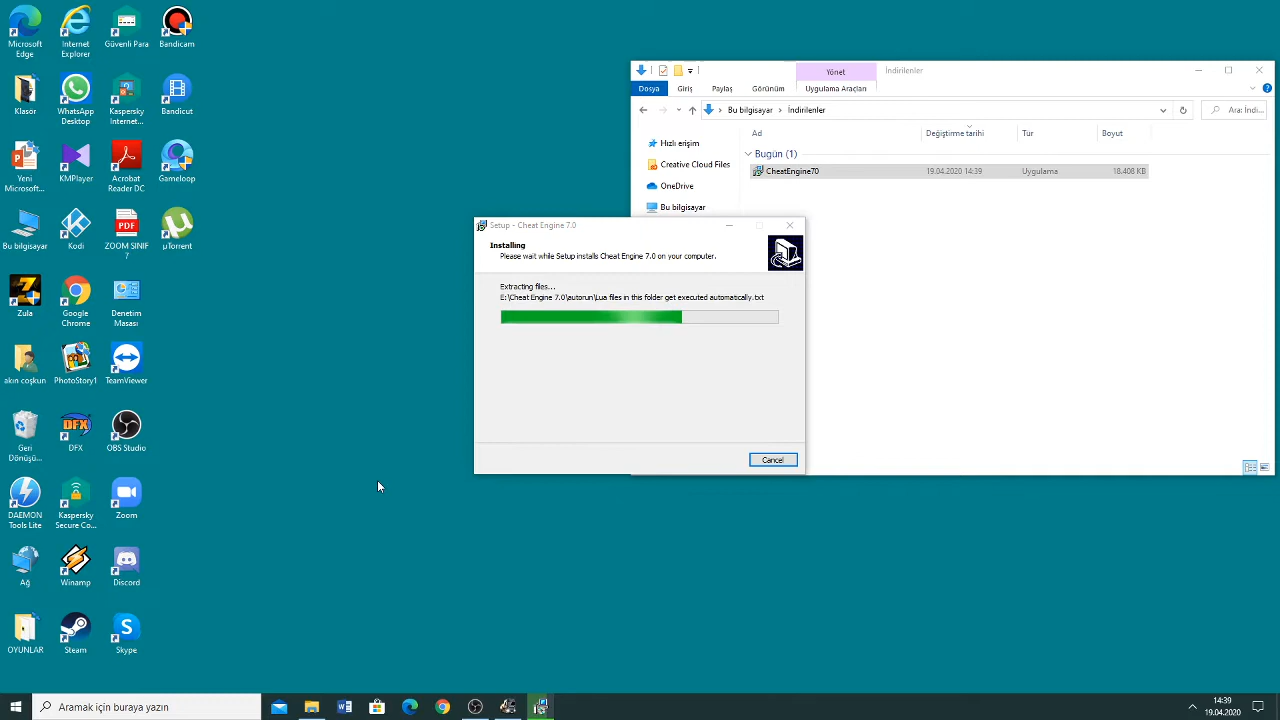 Microsoft
Edge
Internet
Explorer
Güvenli Para
Bandicam
Klasör
WhatsApp
Desktop
Kaspersky
Internet...
Bandicut
Yeni
Microsoft...
KMPlayer
Acrobat
Reader DC
Gameloop
Bu bilgisayar
Kodi
PDF
ZOOM SINIF
7
µTorrent
Zula
Google
Chrome
Denetim
Masası
akın coşkun
PhotoStory1
TeamViewer
Geri
Dönüşü...
DFX
DFX
OBS Studio
DAEMON
Tools Lite
Kaspersky
Secure Co...
Zoom
Ağ
Winamp
Discord
OYUNLAR
Steam
Skype
Yönet
İndirilenler
Dosya
Giriş
Paylaş
Görünüm
Uygulama Araçları
Bu bilgisayar
İndirilenler
Ara: İndi...
Ad
Değiştirme tarihi
Tür
Boyut
Hızlı erişim
Creative Cloud Files
OneDrive
Bu bilgisayar
Bugün (1)
CheatEngine70
19.04.2020 14:39
Uygulama
18.408 KB
Setup - Cheat Engine 7.0
Installing
Please wait while Setup installs Cheat Engine 7.0 on your computer.
Extracting files...
E:\Cheat Engine 7.0\autorun\Lua files in this folder get executed automatically.txt
Cancel
Aramak için buraya yazın
14:39
19.04.2020